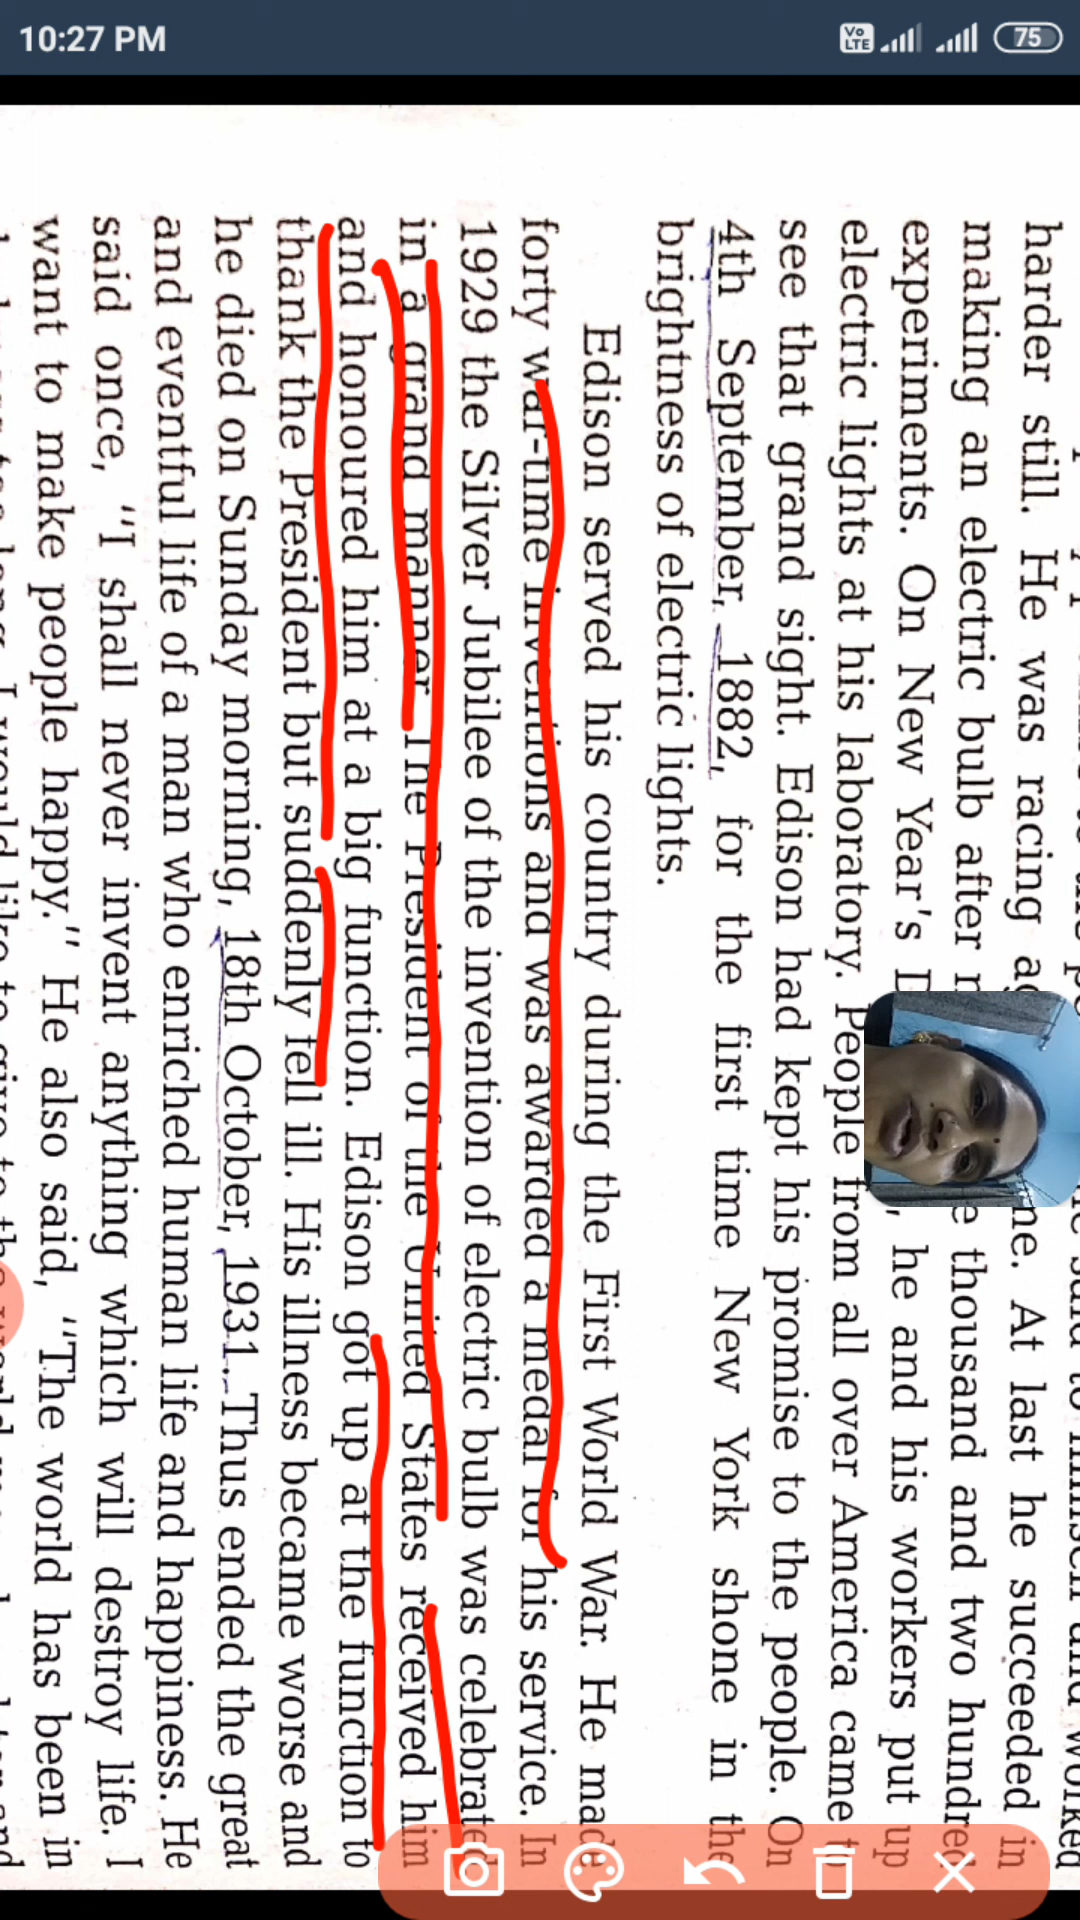 10:27 PM
Vo LTE
75
harder still. He was racing
ne. At last he succeeded in
making an electric bulb after
e thousand and two hundred
experiments. On New Year's
, he and his workers put up
electric lights at his laboratory. People from all over America came to
see that grand sight. Edison had kept his promise to the people. On
4th September, 1882, for the first time New York shone in the
brightness of electric lights.
Edison served his country during the First World War. He made
forty war-time inventions and was awarded a medal for his service. In
1929 the Silver Jubilee of the invention of electric bulb was celebrated
in a grand manner. The President of the United States received him
and honoured him at a big function. Edison got up at the function to
thank the President but suddenly fell ill. His illness became worse and
he died on Sunday morning, 18th October, 1931. Thus ended the great
and eventful life of a man who enriched human life and happiness. He
said once, "I shall never invent anything which will destroy life. I
want to make people happy." He also said, "The world has been in